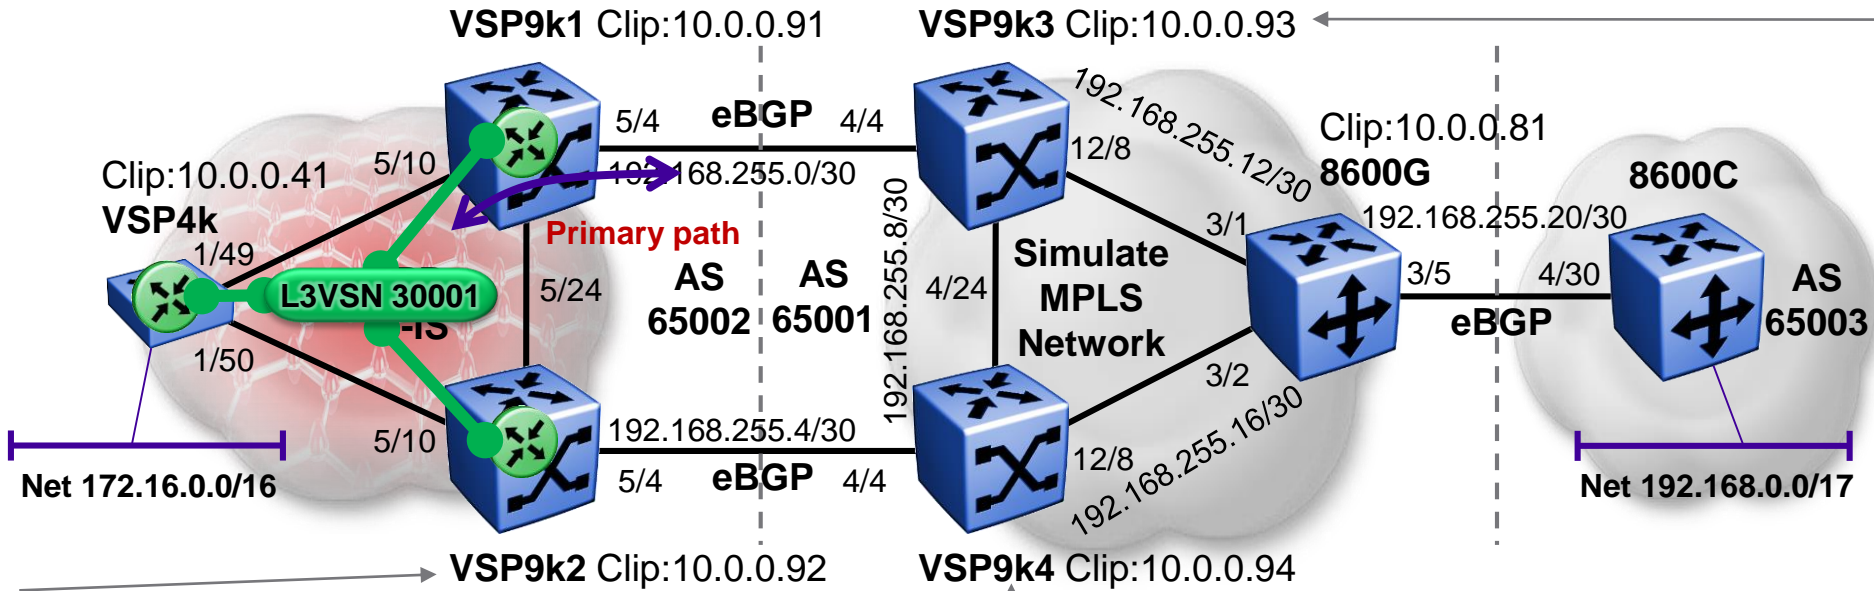 VSP9k1 Clip:10.0.0.91
VSP9k3 Clip:10.0.0.93
5/4
eBGP
4/4
192.168.255.0/30
192.168.255.12/30
12/8
Clip:10.0.0.81
8600G
8600C
Clip:10.0.0.41
VSP4k
5/10
1/49
Primary path
192.168.255.8/30
3/1
192.168.255.20/30
L3VSN 30001
-IS
5/24
AS
65002
AS
65001
4/24
Simulate
MPLS
Network
3/5
4/30
eBGP
AS
65003
1/50
3/2
5/10
192.168.255.4/30
192.168.255.16/30
12/8
5/4
eBGP
4/4
Net 172.16.0.0/16
Net 192.168.0.0/17
VSP9k2 Clip:10.0.0.92
VSP9k4 Clip:10.0.0.94